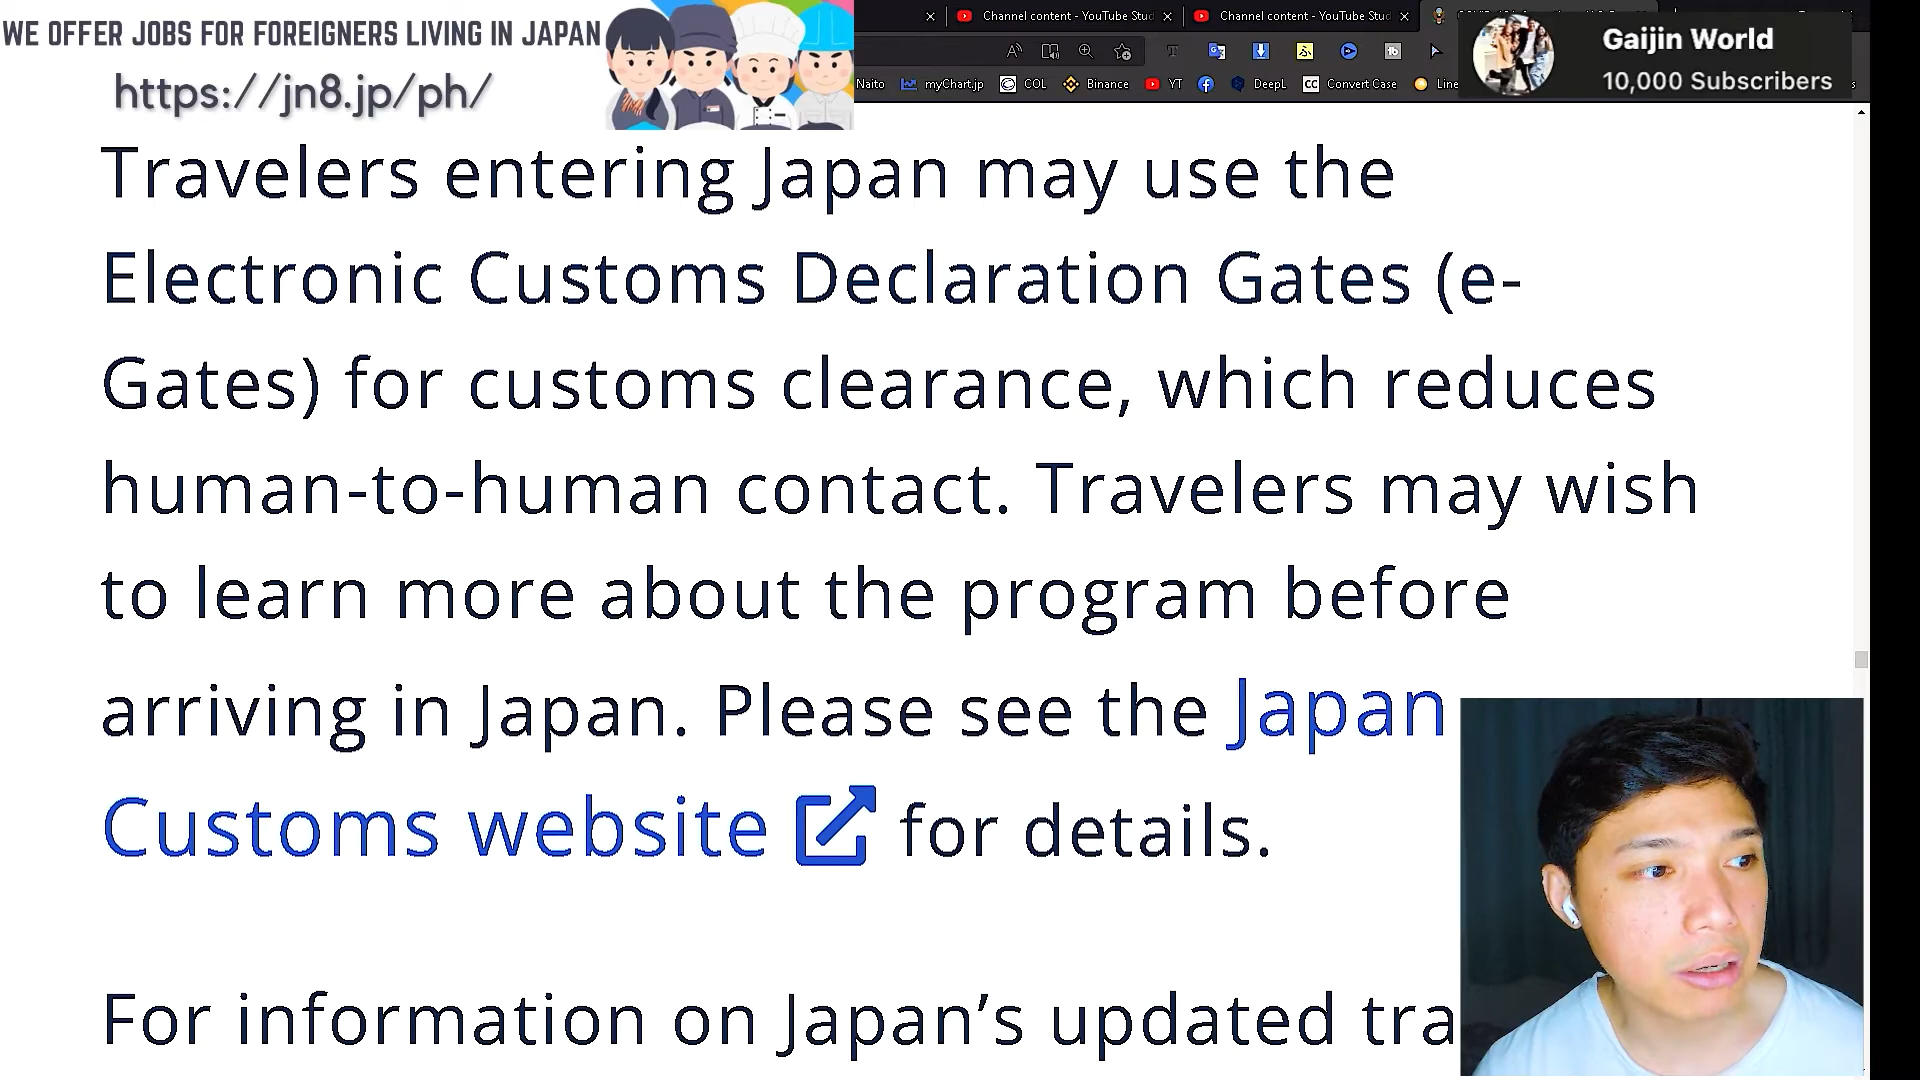 WE OFFER JOBS FOR FOREIGNERS LIVING IN JAPAN
https://jn8.jp/ph/
Channel content - YouTube Stud
Channel content - YouTube Stud
Gaijin World
10,000 Subscribers
Naito
myChart.jp
COL
Binance
YT
DeepL
CC
Convert Case
Line
Travelers entering Japan may use the
Electronic Customs Declaration Gates (e-
Gates) for customs clearance, which reduces
human-to-human contact. Travelers may wish
to learn more about the program before
arriving in Japan. Please see the Japan
Customs website for details.
For information on Japan’s updated tra